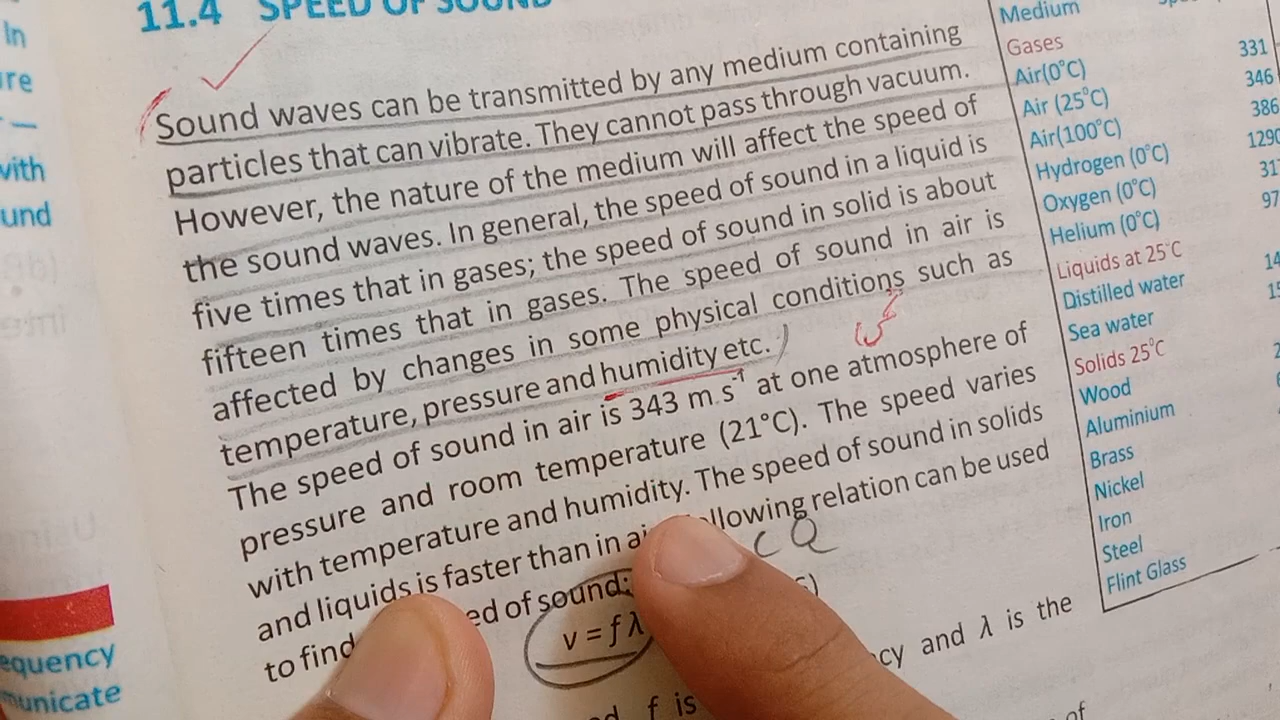 In
re
with
und
equency
municate
11.4 SPEED OF SOUND
Sound waves can be transmitted by any medium containing
particles that can vibrate. They cannot pass through vacuum.
However, the nature of the medium will affect the speed of
the sound waves. In general, the speed of sound in a liquid is
five times that in gases; the speed of sound in solid is about
fifteen times that in gases. The speed of sound in air is
affected by changes in some physical conditions such as
temperature, pressure and humidity etc.
The speed of sound in air is 343 m s⁻¹ at one atmosphere of
pressure and room temperature (21°C). The speed varies
with temperature and humidity. The speed of sound in solids
and liquids is faster than in ai llowing relation can be used
to find ed of sound:
v = f λ
cy and λ is the
f is
of
Medium
Gases
Air(0°C) 331
Air (25°C) 346
Air(100°C) 386
Hydrogen (0°C) 1290
Oxygen (0°C) 31
Helium (0°C) 97
Liquids at 25°C
Distilled water 14
Sea water 15
Solids 25°C
Wood 2
Aluminium 6
Brass
Nickel
Iron
Steel
Flint Glass